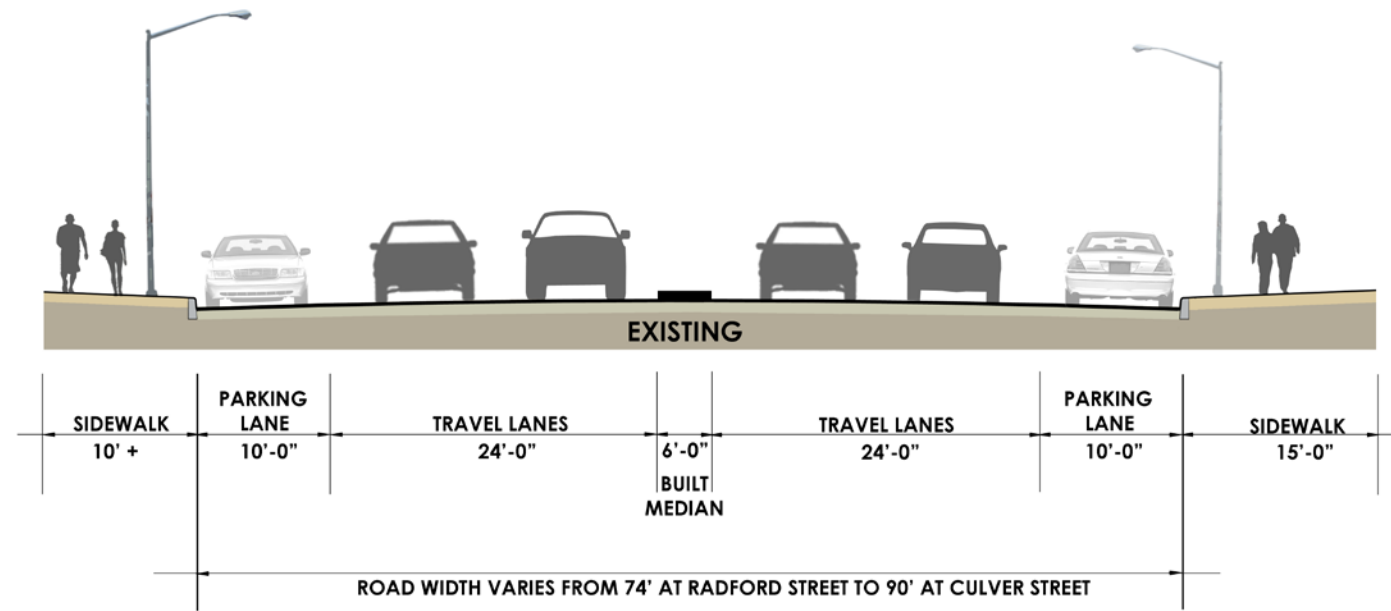 EXISTING
PARKING
LANE
PARKING
LANE
SIDEWALK
TRAVEL LANES
TRAVEL LANES
SIDEWALK
10' +
10'-0”
24'-0”
6'-0”
24'-0”
10'-0”
15'-0”
BUILT
MEDIAN
ROAD WIDTH VARIES FROM 74' AT RADFORD STREET TO 90' AT CULVER STREET